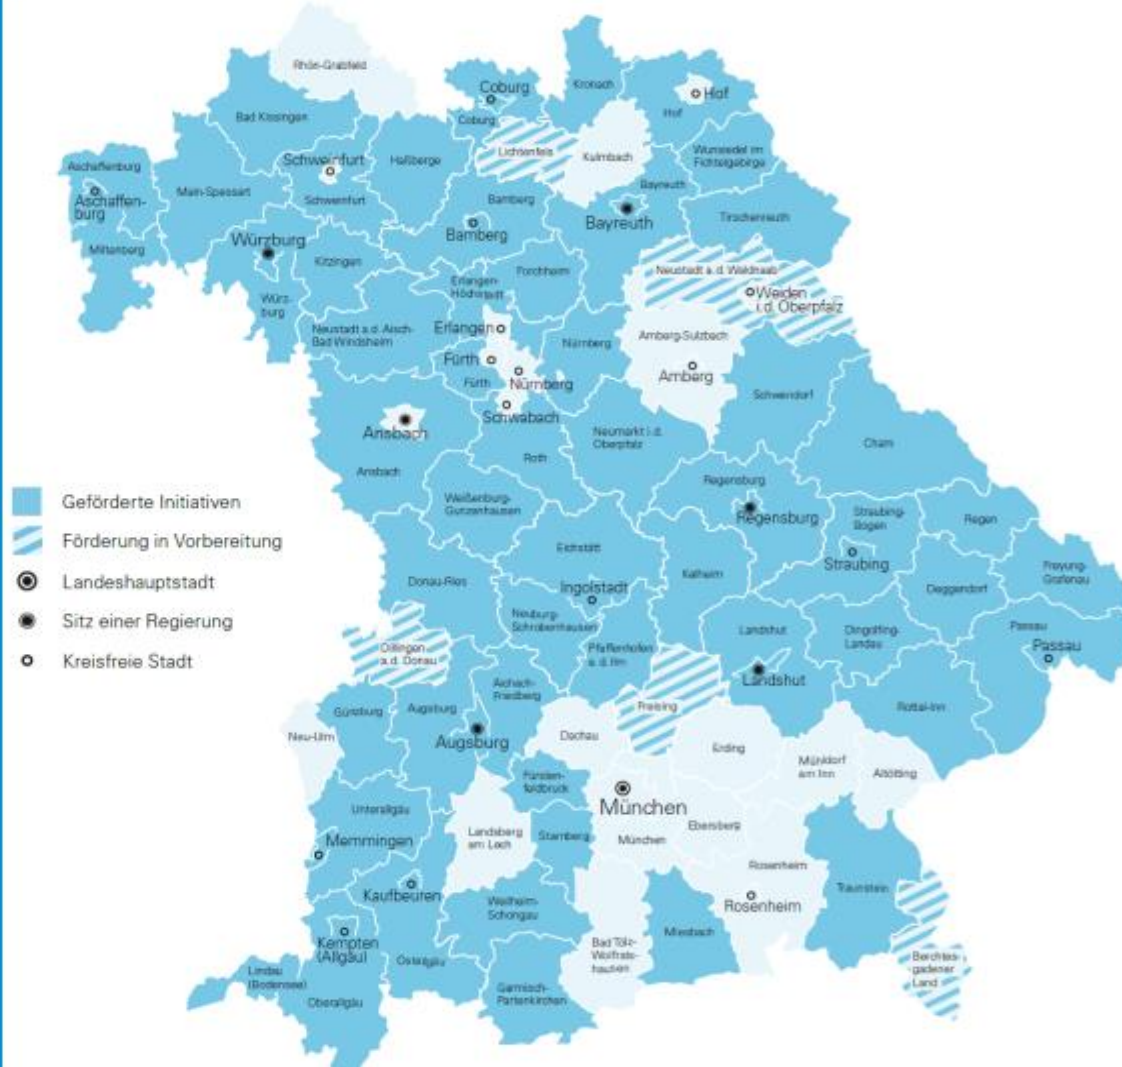 Rhön-Grabfeld
Coburg
Kronach
Hof
Hof
Bad Kissingen
Coburg
Lichtenfels
Kulmbach
Wunsiedel im
Fichtelgebirge
Aschaffenburg
Schweinfurt
Haßberge
Main-Spessart
Schweinfurt
Bamberg
Bayreuth
Aschaffen-
burg
Bayreuth
Tirschenreuth
Bamberg
Miltenberg
Würzburg
Kitzingen
Forchheim
Neustadt a.d. Waldnaab
Erlangen-
Höchstadt
Weiden
i.d. Oberpfalz
Würz-
burg
Neustadt a.d. Aisch-
Bad Windsheim
Erlangen
Nürnberg
Amberg-Sulzbach
Fürth
Fürth
Nürnberg
Amberg
Schwandorf
Schwabach
Ansbach
Neumarkt i.d.
Oberpfalz
Cham
Ansbach
Roth
Regensburg
Weißenburg-
Gunzenhausen
Regensburg
Straubing-
Bogen
Regen
Eichstätt
Straubing
Freyung-
Grafenau
Donau-Ries
Ingolstadt
Kelheim
Deggendorf
Neuburg-
Schrobenhausen
Landshut
Dingolfing-
Landau
Passau
Passau
Dillingen
a.d. Donau
Pfaffenhofen
a. d. Ilm
Landshut
Aichach-
Friedberg
Günzburg
Augsburg
Freising
Rottal-Inn
Neu-Ulm
Augsburg
Dachau
Erding
Mühldorf
am Inn
Altötting
Fürsten-
feldbruck
München
Unterallgäu
Landsberg
am Lech
Starnberg
München
Ebersberg
Memmingen
Rosenheim
Kaufbeuren
Weilheim-
Schongau
Rosenheim
Traunstein
Kempten
(Allgäu)
Miesbach
Bad Tölz-
Wolfrats-
hausen
Ostallgäu
Berchtes-
gadener
Land
Lindau
(Bodensee)
Oberallgäu
Garmisch-
Partenkirchen
Geförderte Initiativen
Förderung in Vorbereitung
Landeshauptstadt
Sitz einer Regierung
Kreisfreie Stadt